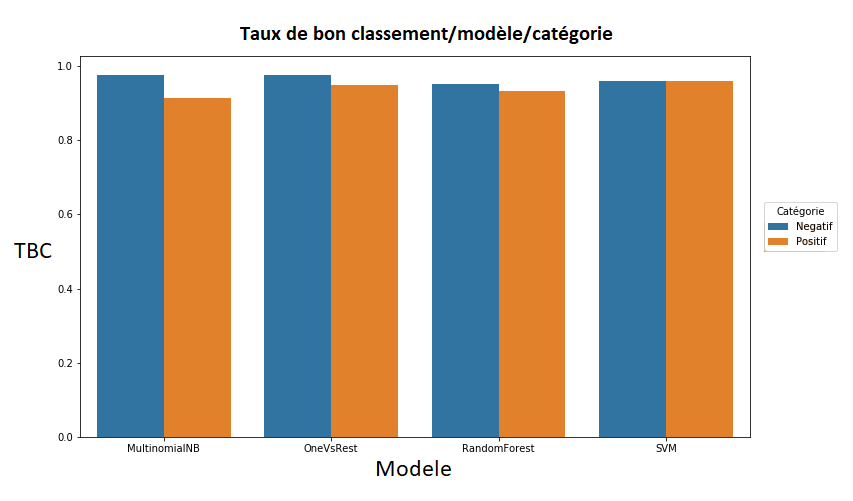 Taux de bon classement/modèle/catégorie
1.0
0.8
0.6
0.4
0.2
0.0
TBC
MultinomialNB
OneVsRest
RandomForest
SVM
Modele
Catégorie
Negatif
Positif